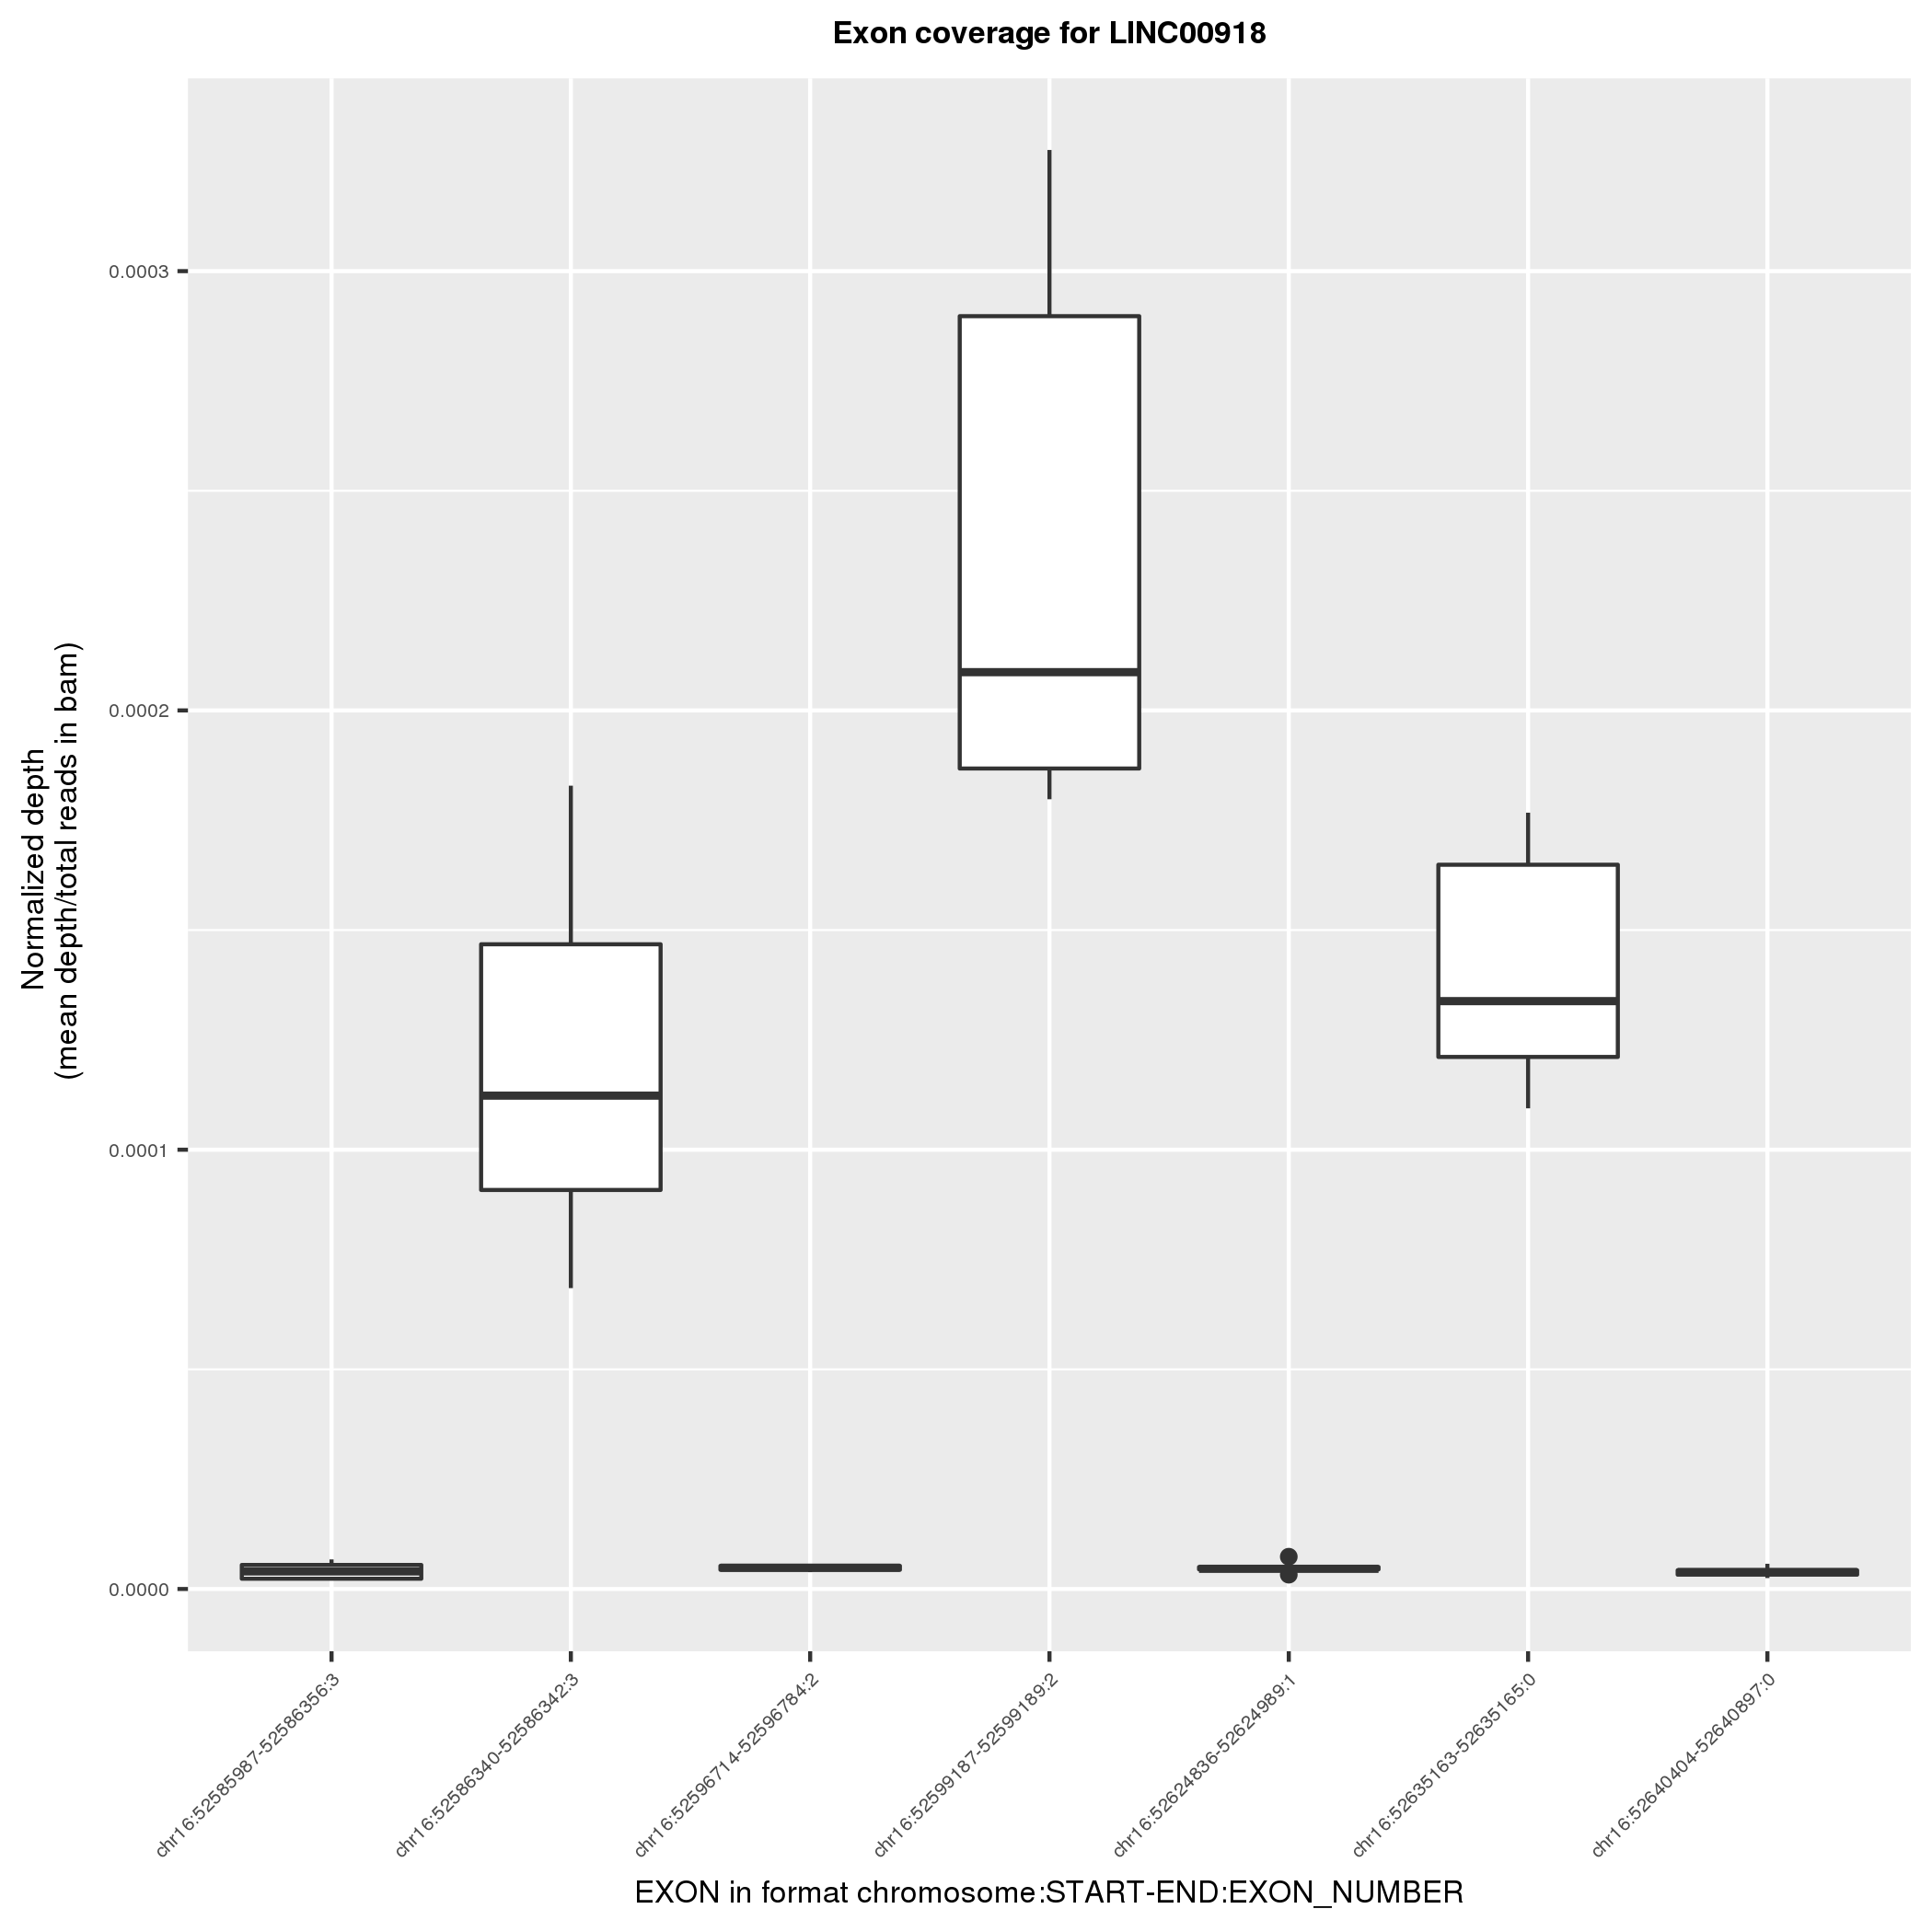 Exon coverage for LINC00918
Normalized depth
(mean depth/total reads in bam)
0.0003
0.0002
0.0001
0.0000
chr16:52585987-52586356:3
chr16:52586340-52586342:3
chr16:52596714-52596784:2
chr16:52599187-52599189:2
chr16:52624836-52624989:1
chr16:52635163-52635165:0
chr16:52640404-52640897:0
EXON in format chromosome:START-END:EXON_NUMBER